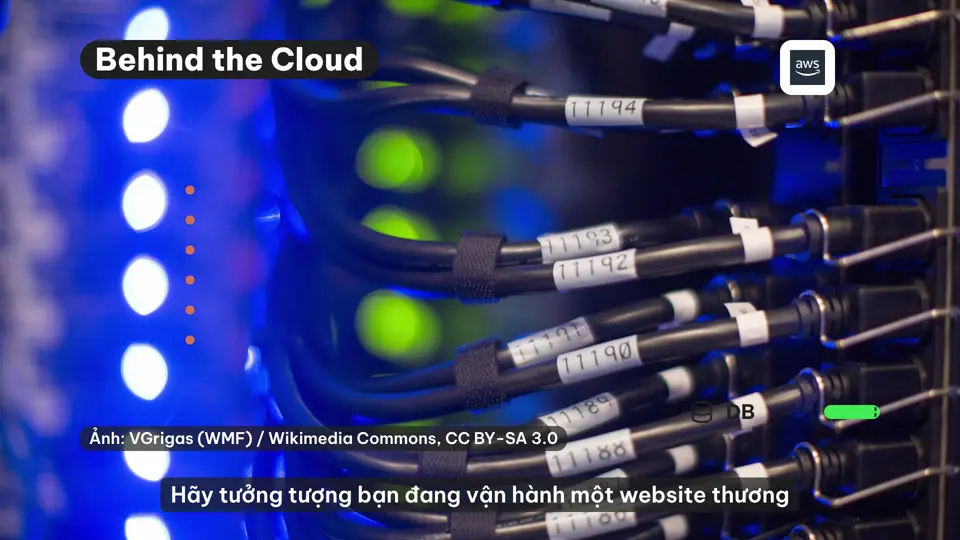 Behind the Cloud
aws
11194
11193
11192
11191
11190
11189
DB
Ảnh: VGrigas (WMF) / Wikimedia Commons, CC BY-SA 3.0
11188
Hãy tưởng tượng bạn đang vận hành một website thương